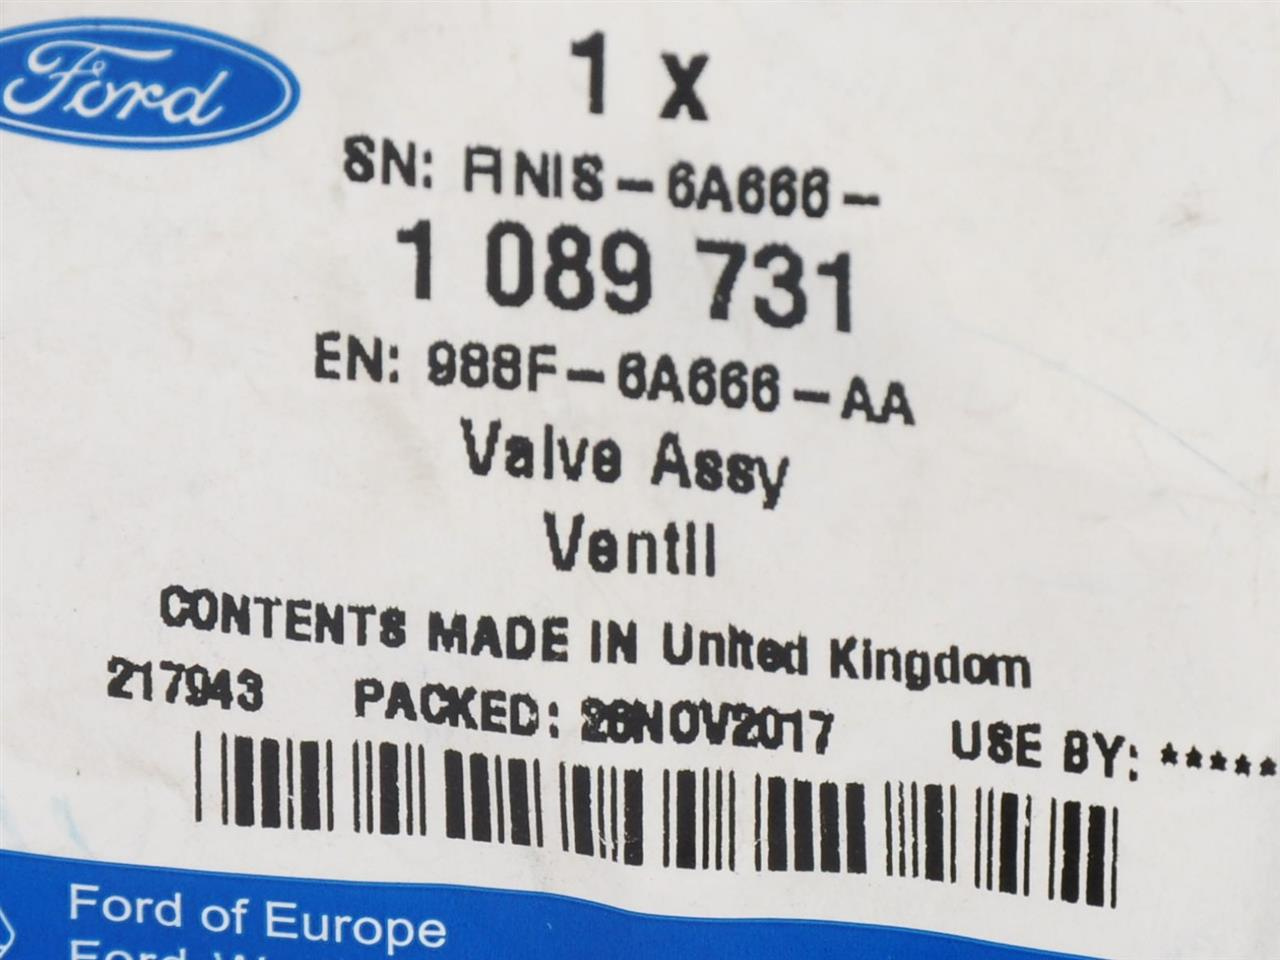 Ford
1 x
SN: FINIS-6A666-
1 089 731
EN: 988F-6A666-AA
Valve Assy
Ventil
CONTENTS MADE IN United Kingdom
217943 PACKED: 26NOV2017 USE BY: *****
Ford of Europe